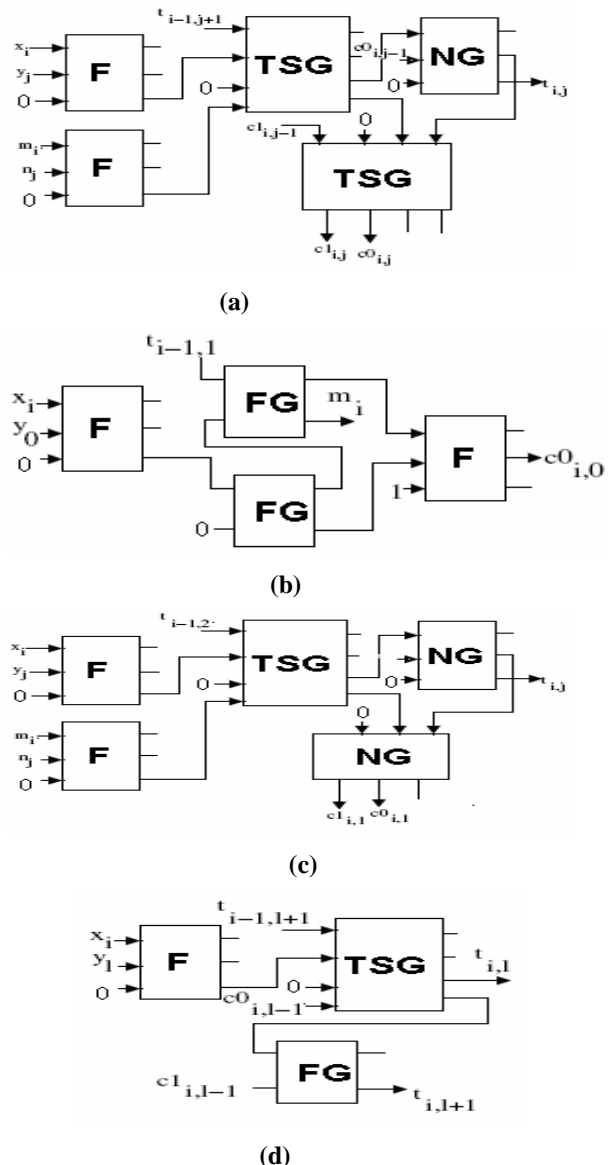 t i−1,j+1
x i
y j
0
F
TSG
c0 i,j−1
NG
0
0
t i,j
m i
n j
0
F
c1 i,j−1
0
TSG
c1 i,j
c0 i,j
(a)
t i−1,1
x i
y 0
0
F
FG
m i
F
c0 i,0
1
0
FG
(b)
t i−1,2
x i
y j
0
F
TSG
NG
0
0
t i,j
m i
n j
0
F
0
NG
c1 i,1
c0 i,1
(c)
t i−1,l+1
x i
y l
0
F
TSG
t i,l
0
c0 i,l−1
FG
c1 i,l−1
t i,l+1
(d)